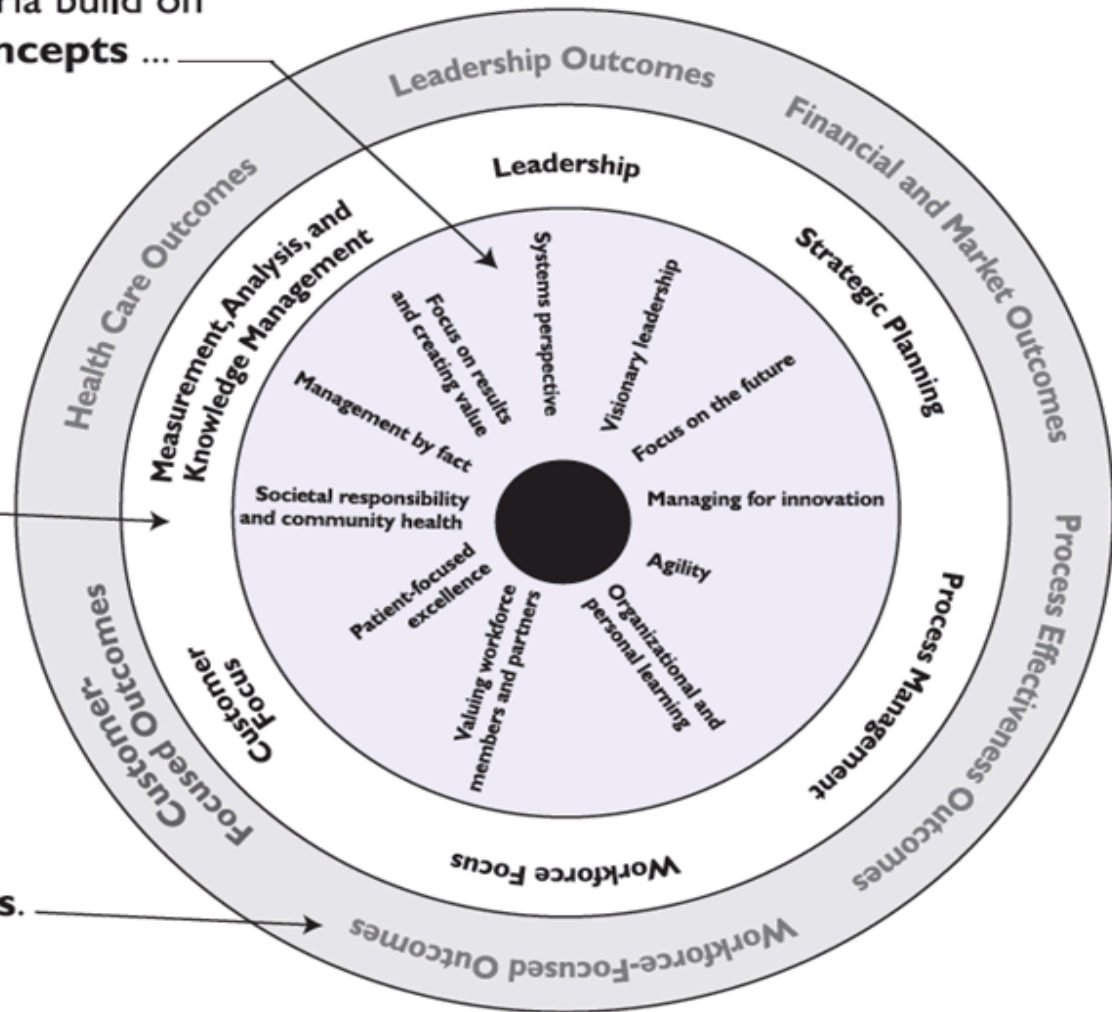 ria build on
ncepts ...
Leadership Outcomes
Financial and Market Outcomes
Process Effectiveness Outcomes
Workforce-Focused Outcomes
Customer-
Focused Outcomes
Health Care Outcomes
Leadership
Strategic Planning
Process Management
Workforce Focus
Customer
Focus
Measurement, Analysis, and
Knowledge Management
Systems perspective
Visionary leadership
Focus on the future
Managing for innovation
Agility
Organizational and
personal learning
Valuing workforce
members and partners
Patient-focused
excellence
Societal responsibility
and community health
Management by fact
Focus on results
and creating value
s.